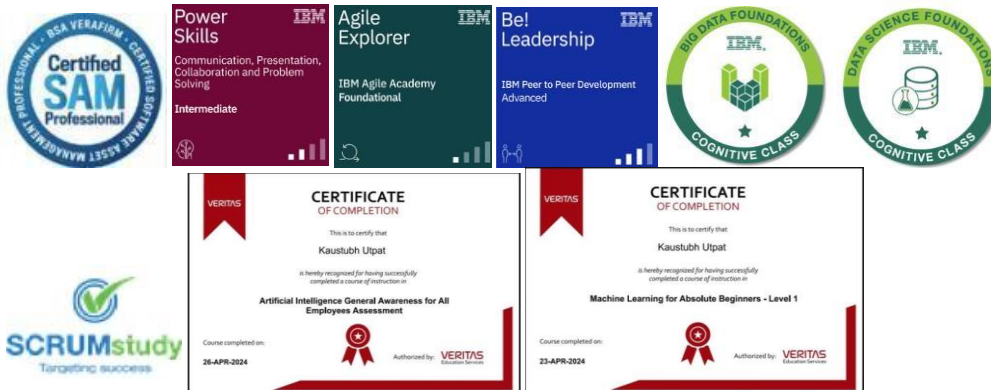 BSA VERAFIRM · CERTIFIED SOFTWARE ASSET MANAGEMENT PROFESSIONAL ·
Certified
SAM
Professional
Power
Skills
IBM
Communication, Presentation,
Collaboration and Problem
Solving
Intermediate
Agile
Explorer
IBM
IBM Agile Academy
Foundational
Be!
Leadership
IBM
IBM Peer to Peer Development
Advanced
BIG DATA FOUNDATIONS
IBM.
COGNITIVE CLASS
DATA SCIENCE FOUNDATIONS
IBM.
COGNITIVE CLASS
SCRUMstudy
Targeting success
VERITAS
CERTIFICATE
OF COMPLETION
This is to certify that
Kaustubh Utpat
is hereby recognized for having successfully
completed a course of instruction in
Artificial Intelligence General Awareness for All
Employees Assessment
Course completed on:
26-APR-2024
Authorized by: VERITAS
Education Services
VERITAS
CERTIFICATE
OF COMPLETION
This is to certify that
Kaustubh Utpat
is hereby recognized for having successfully
completed a course of instruction in
Machine Learning for Absolute Beginners - Level 1
Course completed on:
23-APR-2024
Authorized by: VERITAS
Education Services